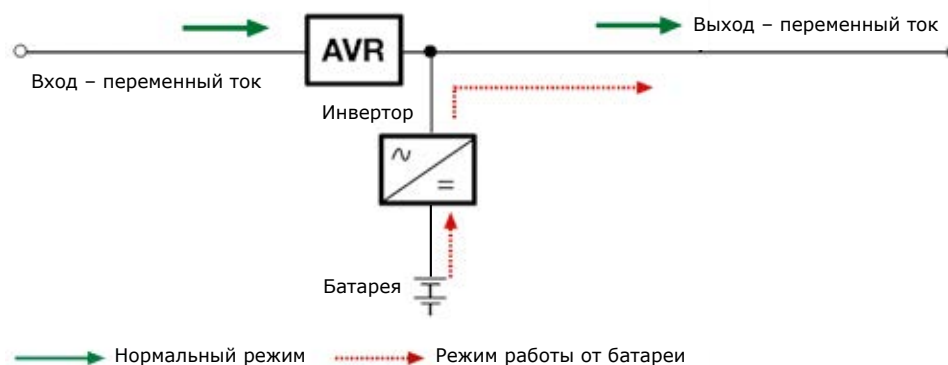 Выход – переменный ток
AVR
Вход – переменный ток
Инвертор
Батарея
Нормальный режим
Режим работы от батареи